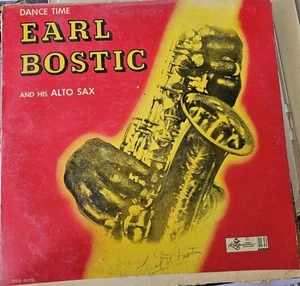 DANCE TIME
EARL
BOSTIC
AND HIS ALTO SAX